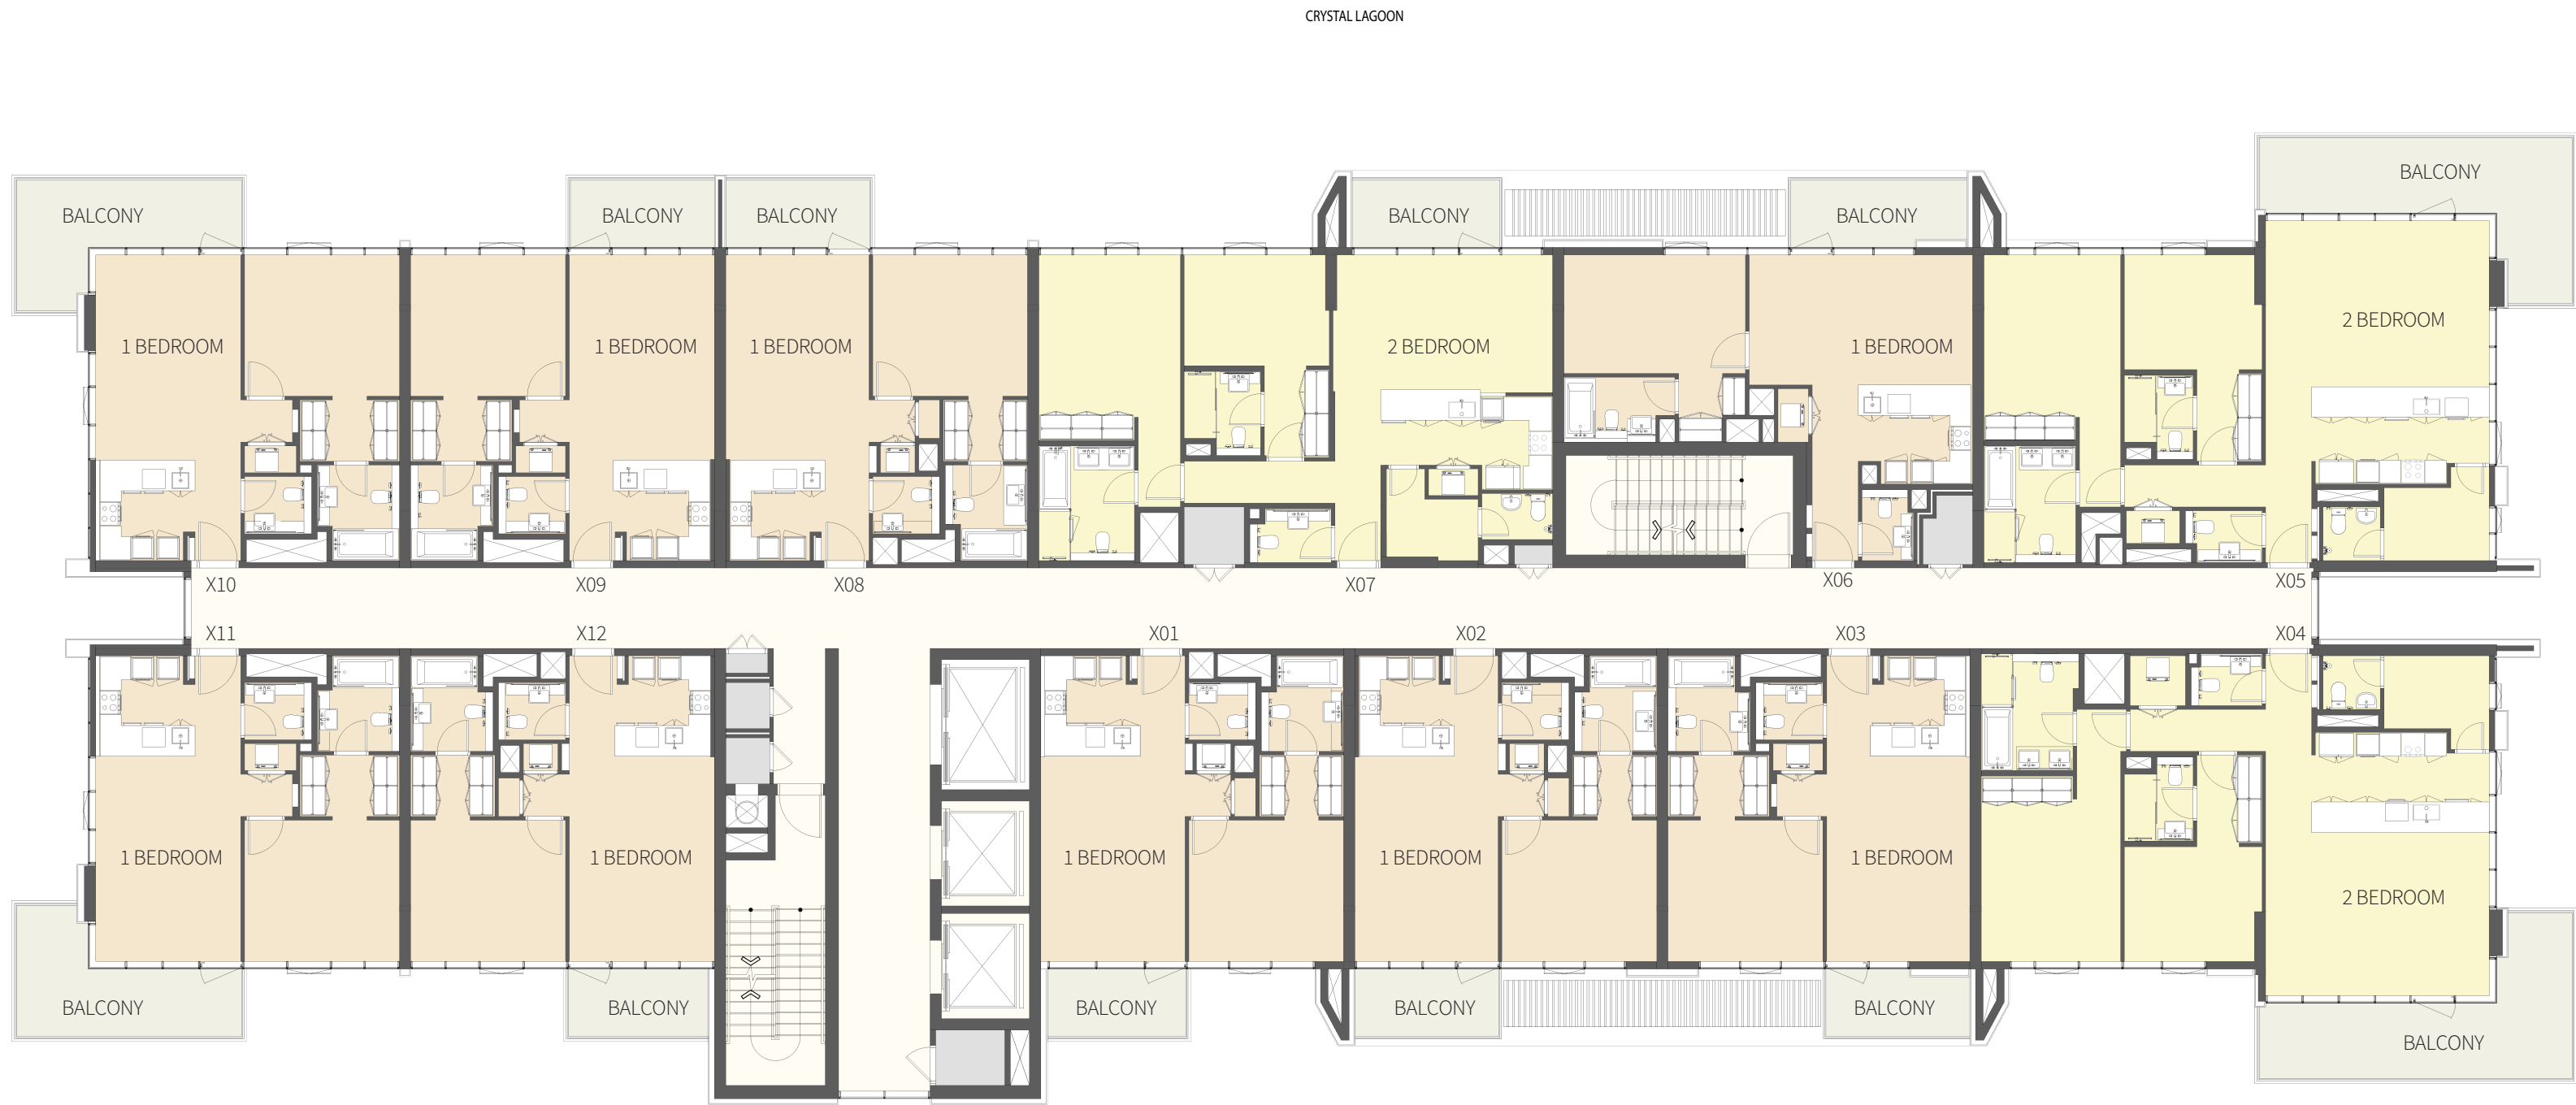 CRYSTAL LAGOON
BALCONY
BALCONY
BALCONY
BALCONY
BALCONY
BALCONY
1 BEDROOM
1 BEDROOM
1 BEDROOM
2 BEDROOM
1 BEDROOM
2 BEDROOM
X10
X09
X08
X07
X06
X05
X11
X12
X01
X02
X03
X04
1 BEDROOM
1 BEDROOM
1 BEDROOM
1 BEDROOM
1 BEDROOM
2 BEDROOM
BALCONY
BALCONY
BALCONY
BALCONY
BALCONY
BALCONY